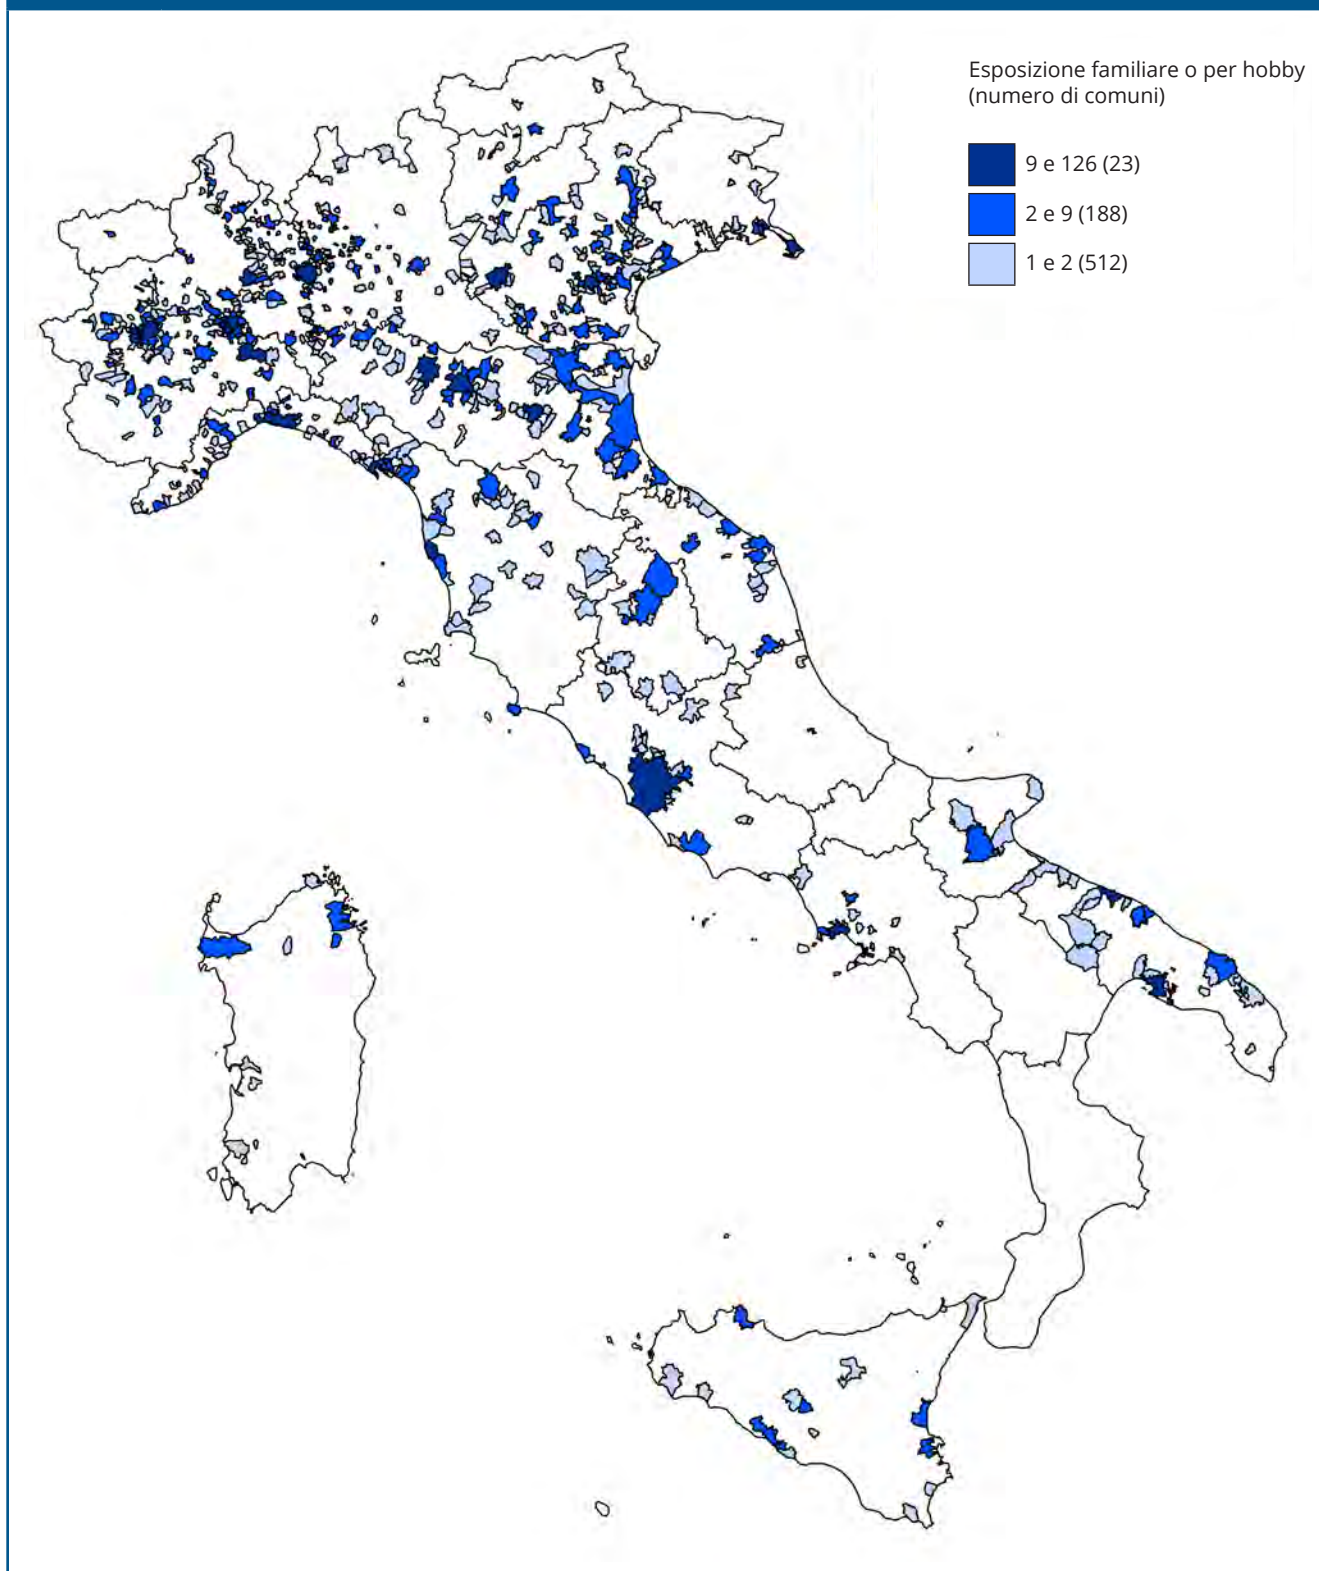 Esposizione familiare o per hobby
(numero di comuni)
9 e 126 (23)
2 e 9 (188)
1 e 2 (512)